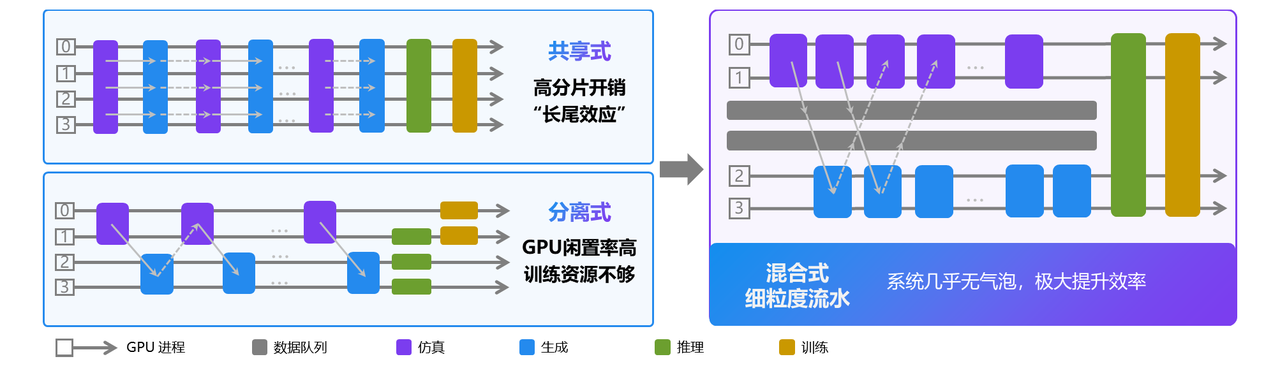 0
1
2
3
...
...
共享式
高分片开销
“长尾效应”
0
1
2
3
...
...
分离式
GPU闲置率高
训练资源不够
0
1
...
2
3
...
混合式
细粒度流水
系统几乎无气泡，极大提升效率
GPU 进程
数据队列
仿真
生成
推理
训练